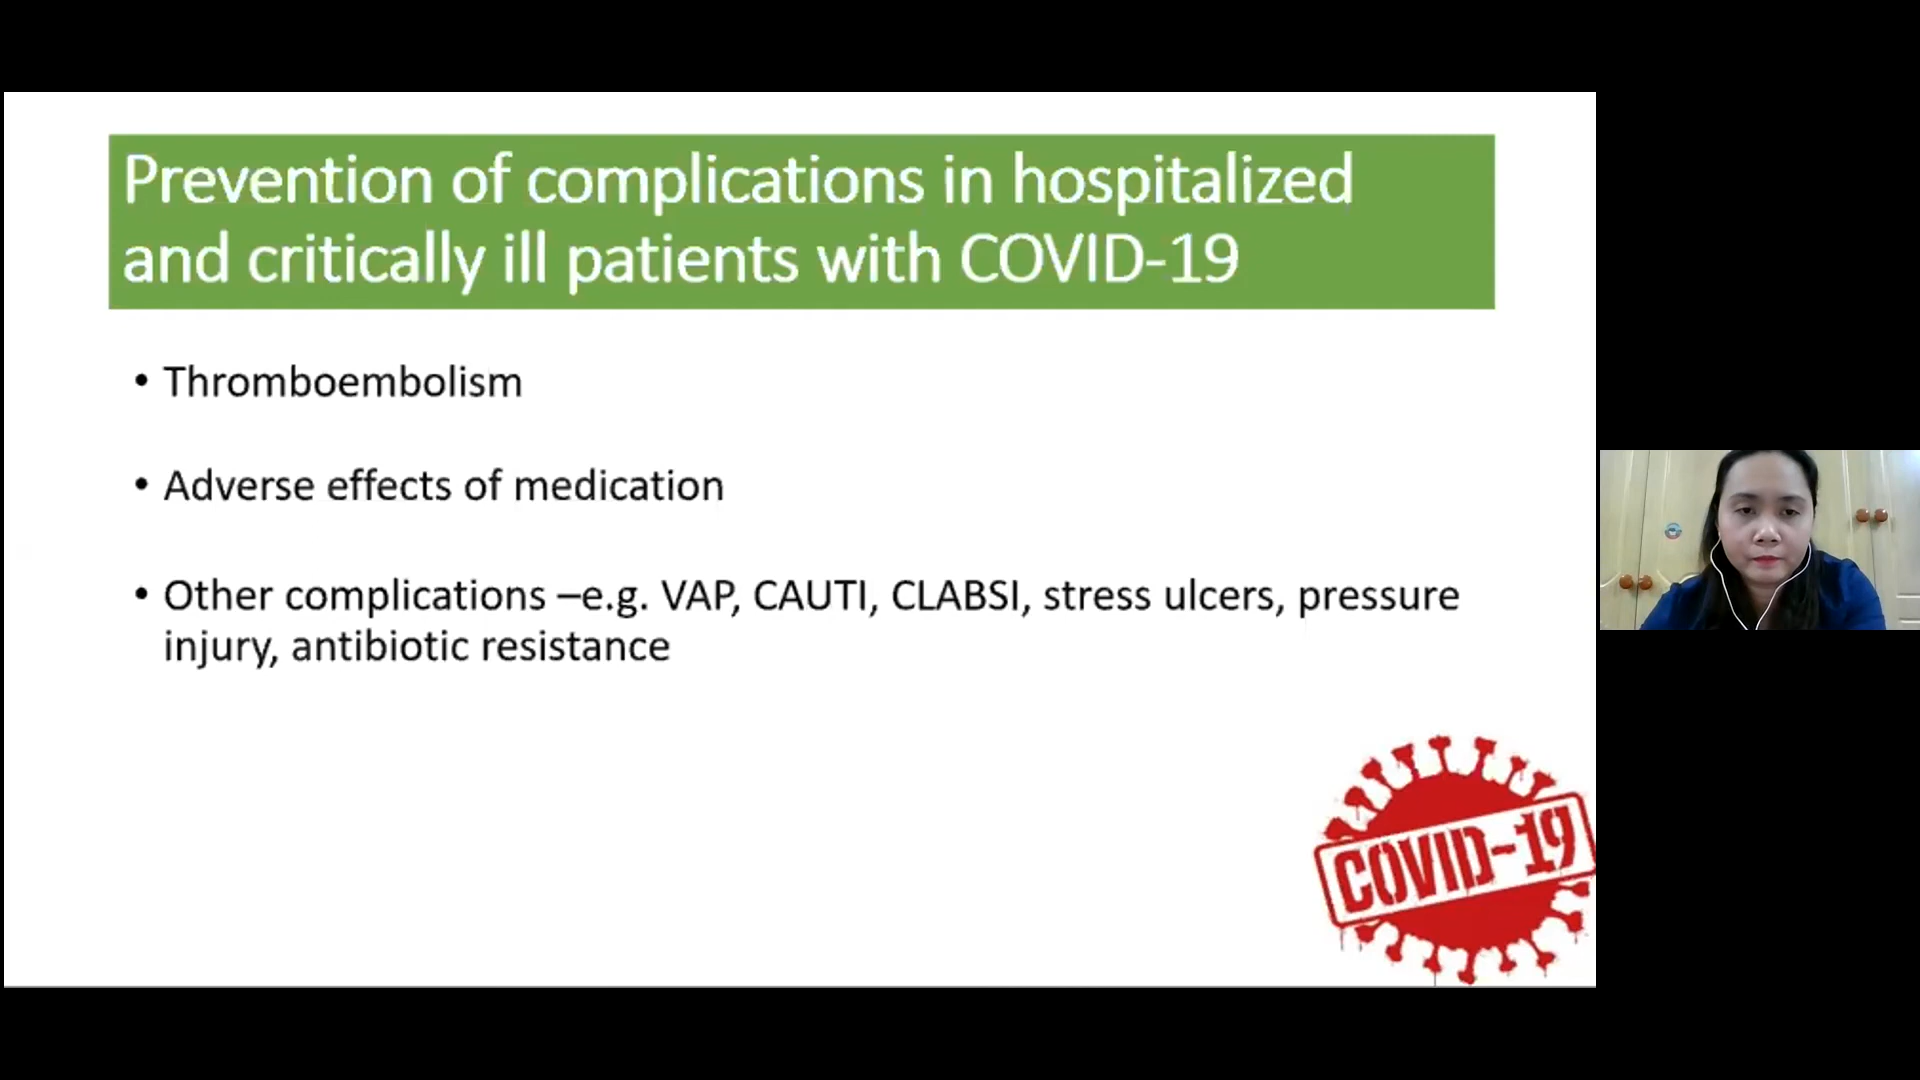 Prevention of complications in hospitalized
and critically ill patients with COVID-19
• Thromboembolism
• Adverse effects of medication
• Other complications –e.g. VAP, CAUTI, CLABSI, stress ulcers, pressure
injury, antibiotic resistance
COVID-19